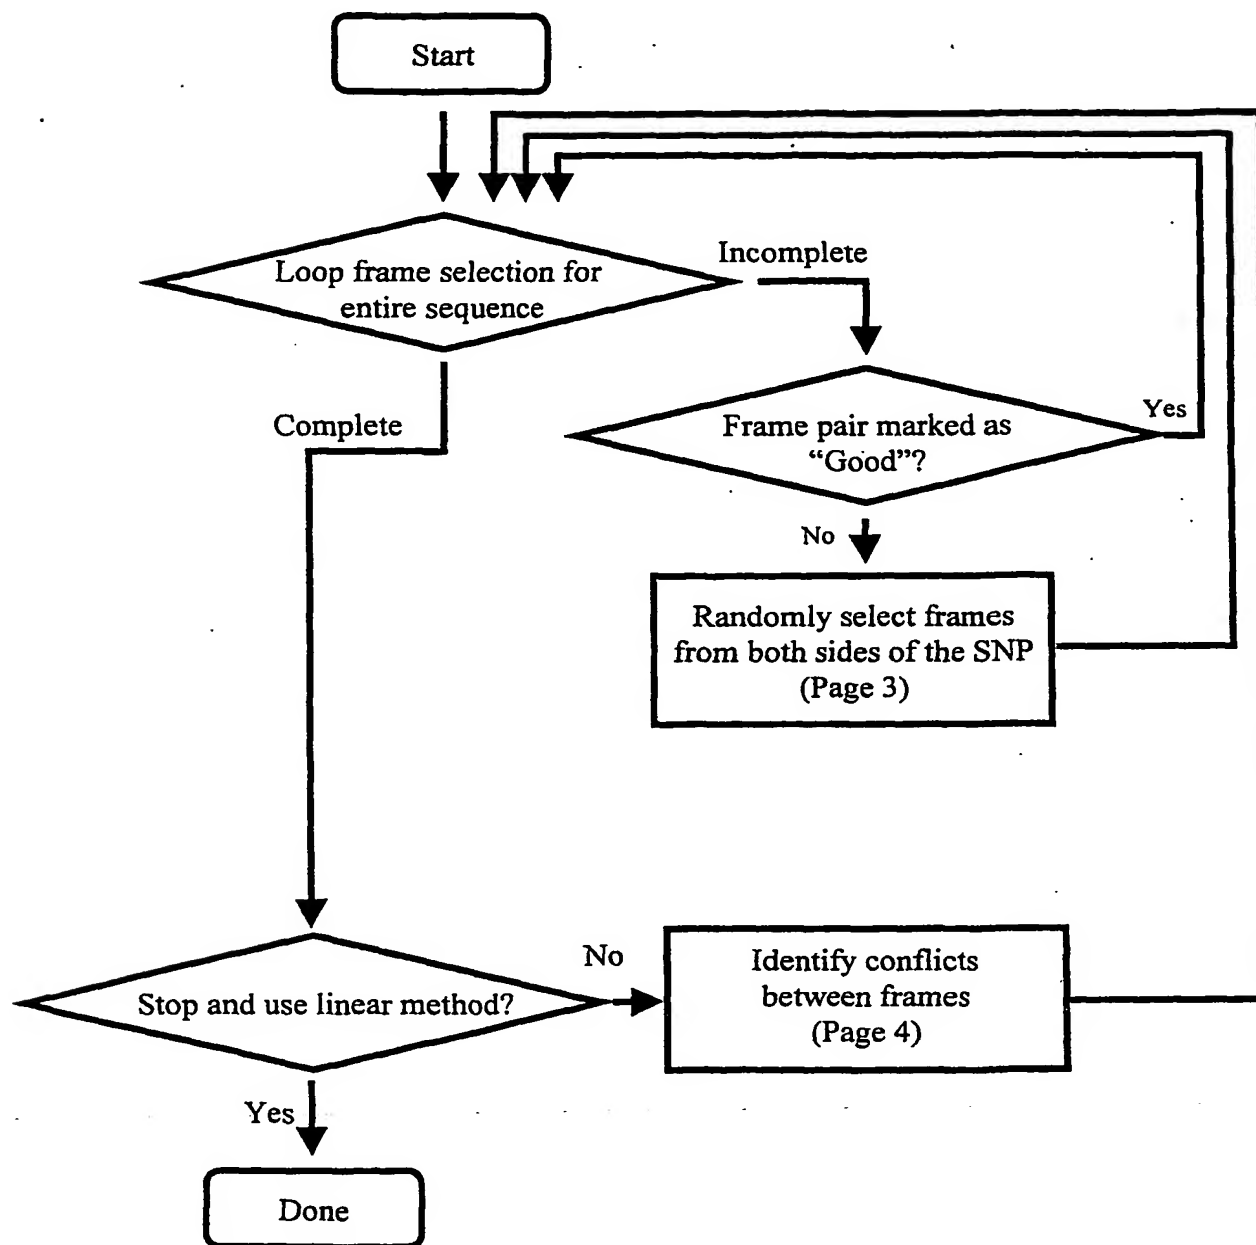 Start
Loop frame selection for
entire sequence
Incomplete
Complete
Frame pair marked as
“Good”?
Yes
No
Randomly select frames
from both sides of the SNP
(Page 3)
Stop and use linear method?
No
Identify conflicts
between frames
(Page 4)
Yes
Done